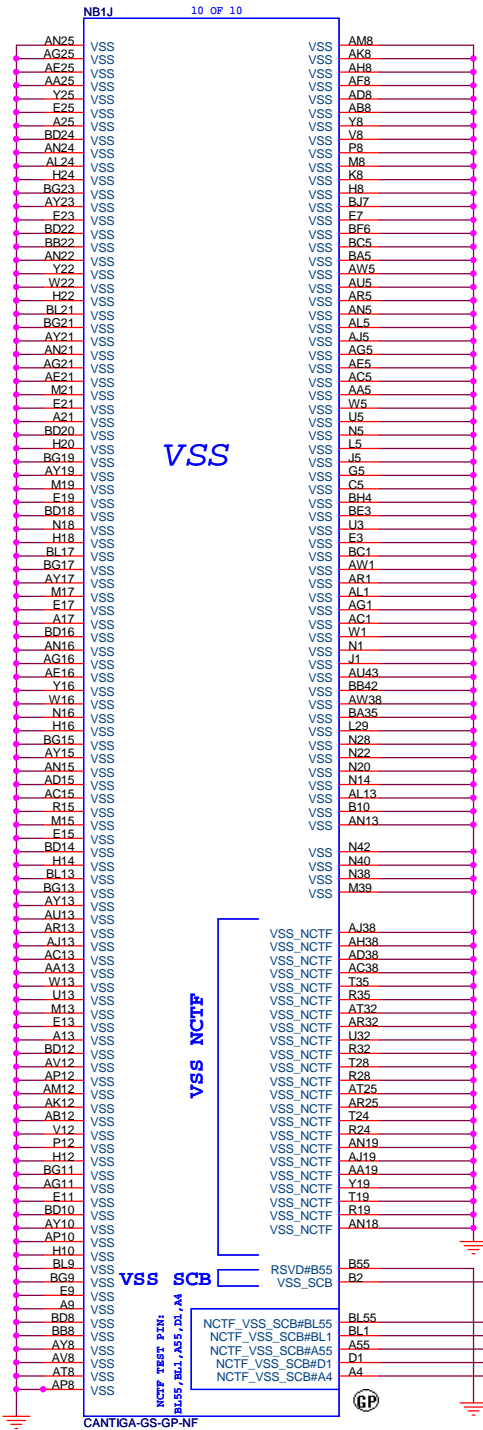 NB1J
10 OF 10
AN25 VSS VSS AM8
AG25 VSS VSS AK8
AE25 VSS VSS AH8
AA25 VSS VSS AF8
Y25 VSS VSS AD8
E25 VSS VSS AB8
A25 VSS VSS Y8
BD24 VSS VSS V8
AN24 VSS VSS P8
AL24 VSS VSS M8
H24 VSS VSS K8
BG23 VSS VSS H8
AY23 VSS VSS BJ7
E23 VSS VSS E7
BD22 VSS VSS BF6
BB22 VSS VSS BC5
AN22 VSS VSS BA5
Y22 VSS VSS AW5
W22 VSS VSS AU5
H22 VSS VSS AR5
BL21 VSS VSS AN5
BG21 VSS VSS AL5
AY21 VSS VSS AJ5
AN21 VSS VSS AG5
AG21 VSS VSS AE5
AE21 VSS VSS AC5
M21 VSS VSS AA5
E21 VSS VSS W5
A21 VSS VSS U5
BD20 VSS VSS N5
H20 VSS VSS L5
BG19 VSS VSS J5
AY19 VSS VSS G5
M19 VSS VSS C5
E19 VSS VSS BH4
BD18 VSS VSS BE3
N18 VSS VSS U3
H18 VSS VSS E3
BL17 VSS VSS BC1
BG17 VSS VSS AW1
AY17 VSS VSS AR1
M17 VSS VSS AL1
E17 VSS VSS AG1
A17 VSS VSS AC1
BD16 VSS VSS W1
AN16 VSS VSS N1
AG16 VSS VSS J1
AE16 VSS VSS AU43
Y16 VSS VSS BB42
W16 VSS VSS AW38
N16 VSS VSS BA35
H16 VSS VSS L29
BG15 VSS VSS N28
AY15 VSS VSS N22
AN15 VSS VSS N20
AD15 VSS VSS N14
AC15 VSS VSS AL13
R15 VSS VSS B10
M15 VSS VSS AN13
E15 VSS
BD14 VSS VSS N42
H14 VSS VSS N40
BL13 VSS VSS N38
BG13 VSS VSS M39
AY13 VSS
AU13 VSS
AR13 VSS VSS_NCTF AJ38
AJ13 VSS VSS_NCTF AH38
AC13 VSS VSS_NCTF AD38
AA13 VSS VSS_NCTF AC38
W13 VSS VSS_NCTF T35
U13 VSS VSS_NCTF R35
M13 VSS VSS_NCTF AT32
E13 VSS VSS_NCTF AR32
A13 VSS VSS_NCTF U32
BD12 VSS VSS_NCTF R32
AV12 VSS VSS_NCTF T28
AP12 VSS VSS_NCTF R28
AM12 VSS VSS_NCTF AT25
AK12 VSS VSS_NCTF AR25
AB12 VSS VSS_NCTF T24
V12 VSS VSS_NCTF R24
P12 VSS VSS_NCTF AN19
H12 VSS VSS_NCTF AJ19
BG11 VSS VSS_NCTF AA19
AG11 VSS VSS_NCTF Y19
E11 VSS VSS_NCTF T19
BD10 VSS VSS_NCTF R19
AY10 VSS VSS_NCTF AN18
AP10 VSS
H10 VSS
BL9 VSS RSVD#B55 B55
BG9 VSS VSS_SCB B2
E9 VSS
A9 VSS
BD8 VSS NCTF_VSS_SCB#BL55 BL55
BB8 VSS NCTF_VSS_SCB#BL1 BL1
AY8 VSS NCTF_VSS_SCB#A55 A55
AV8 VSS NCTF_VSS_SCB#D1 D1
AT8 VSS NCTF_VSS_SCB#A4 A4
AP8 VSS
VSS
VSS NCTF
VSS SCB
NCTF TEST PIN:
BL55,BL1,A55,D1,A4
GP
CANTIGA-GS-GP-NF